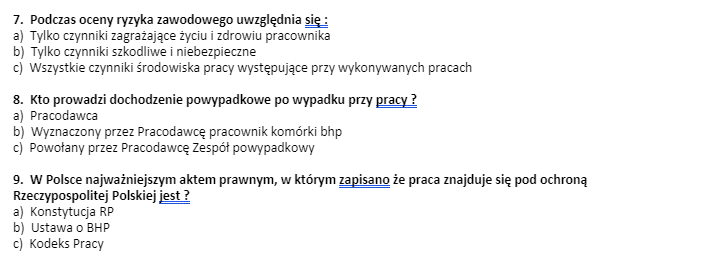 7. Podczas oceny ryzyka zawodowego uwzględnia się :
a) Tylko czynniki zagrażające życiu i zdrowiu pracownika
b) Tylko czynniki szkodliwe i niebezpieczne
c) Wszystkie czynniki środowiska pracy występujące przy wykonywanych pracach
8. Kto prowadzi dochodzenie powypadkowe po wypadku przy pracy ?
a) Pracodawca
b) Wyznaczony przez Pracodawcę pracownik komórki bhp
c) Powołany przez Pracodawcę Zespół powypadkowy
9. W Polsce najważniejszym aktem prawnym, w którym zapisano że praca znajduje się pod ochroną
Rzeczypospolitej Polskiej jest ?
a) Konstytucja RP
b) Ustawa o BHP
c) Kodeks Pracy